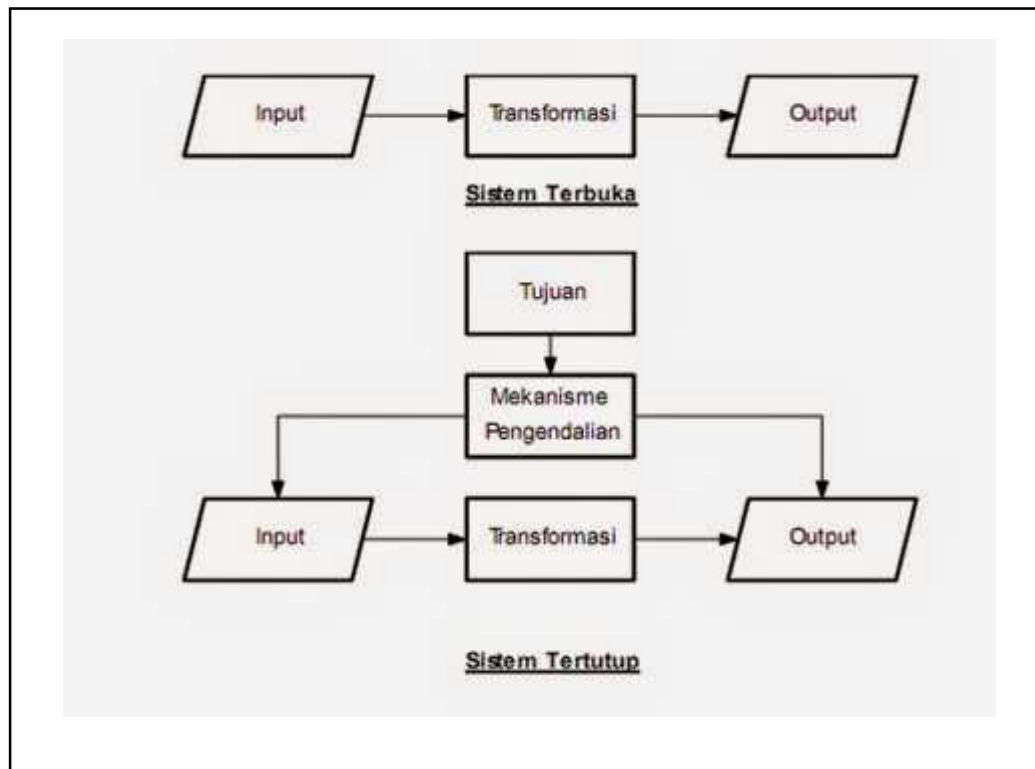 Input
Transformasi
Output
Sistem Terbuka
Tujuan
Mekanisme
Pengendalian
Input
Transformasi
Output
Sistem Tertutup